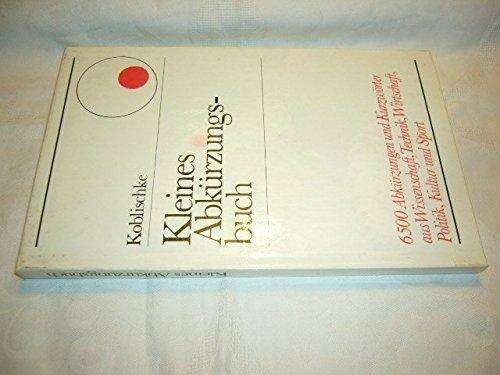 Koblischke
Kleines
Abkürzungs-
buch
6500 Abkürzungen und Kurzwörter
aus Wissenschaft, Technik, Wirtschaft,
Politik, Kultur und Sport
Kleines Abkürzungsbuch